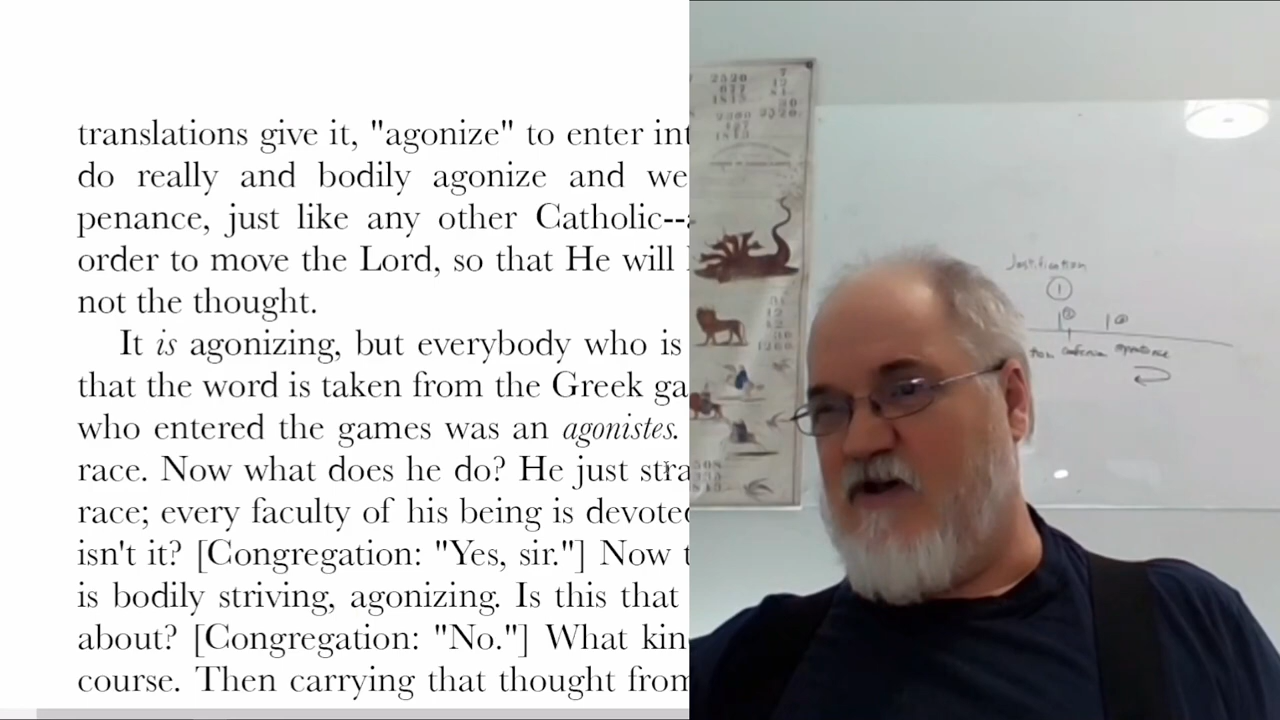 translations give it, "agonize" to enter int
do really and bodily agonize and we
penance, just like any other Catholic--
order to move the Lord, so that He will
not the thought.
It is agonizing, but everybody who is
that the word is taken from the Greek ga
who entered the games was an agonistes.
race. Now what does he do? He just stra
race; every faculty of his being is devoted
isn't it? [Congregation: "Yes, sir."] Now t
is bodily striving, agonizing. Is this that
about? [Congregation: "No."] What kin
course. Then carrying that thought from
2520
1843
Justification
1